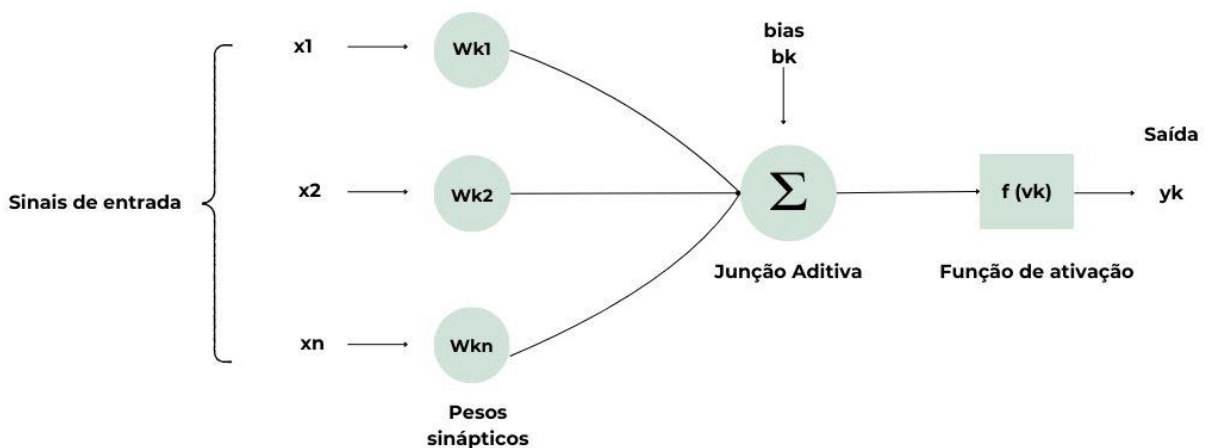 x1
Wk1
bias
bk
Saída
Sinais de entrada
x2
Wk2
Σ
f (vk)
yk
Junção Aditiva
Função de ativação
xn
Wkn
Pesos
sinápticos